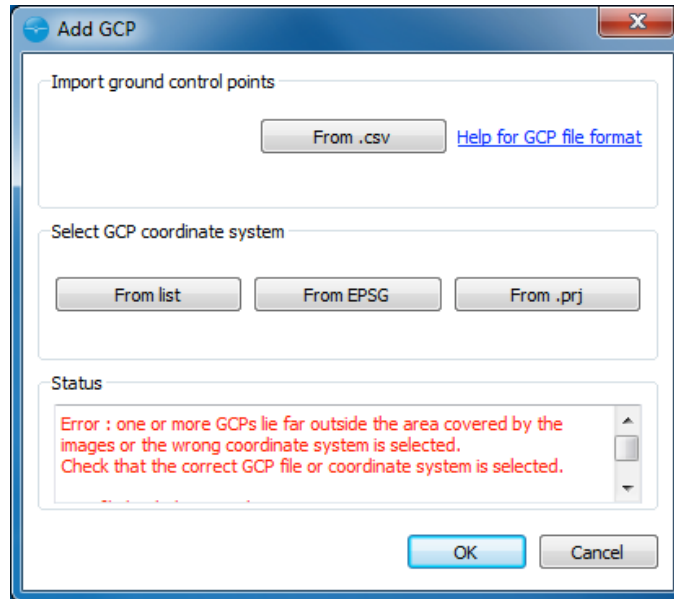 Add GCP
Import ground control points
From .csv
Help for GCP file format
Select GCP coordinate system
From list
From EPSG
From .prj
Status
Error : one or more GCPs lie far outside the area covered by the
images or the wrong coordinate system is selected.
Check that the correct GCP file or coordinate system is selected.
OK
Cancel